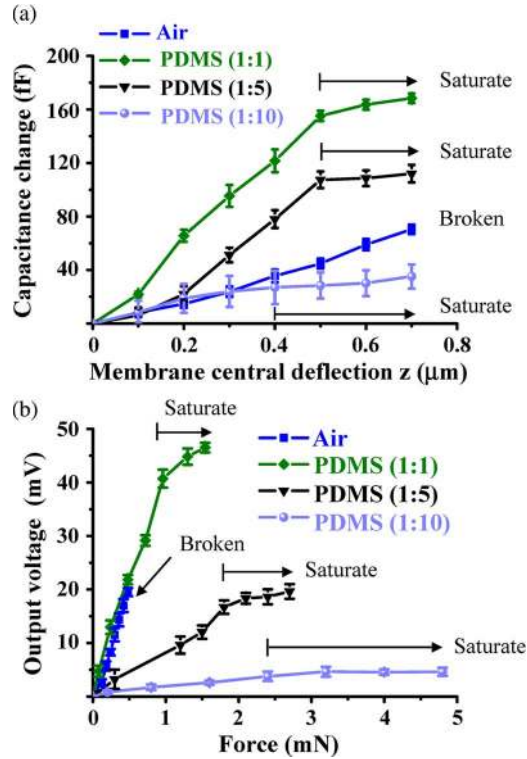 (a)
Air
PDMS (1:1)
PDMS (1:5)
PDMS (1:10)
Saturate
Saturate
Broken
Saturate
200
160
120
80
40
0.0
0.2
0.4
0.6
0.8
Capacitance change (fF)
Membrane central deflection z (μm)
(b)
Saturate
Air
PDMS (1:1)
PDMS (1:5)
PDMS (1:10)
Broken
Saturate
Saturate
50
40
30
20
10
0
1
2
3
4
5
Output voltage (mV)
Force (mN)